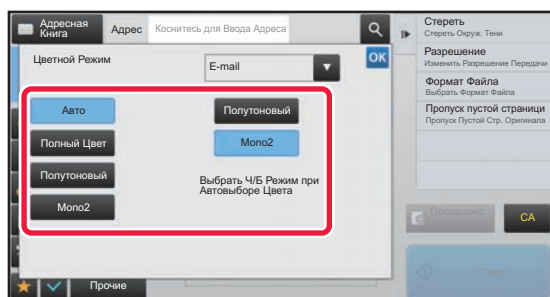 Адресная
Книга
Адрес
Коснитесь для Ввода Адреса
Стереть
Стереть Окруж. Тени
Разрешение
Изменить Разрешение Передачи
Формат Файла
Выбрать Формат Файла
Пропуск пустой страници
Пропуск Пустой Стр. Оригинала
Цветной Режим
E-mail
OK
Авто
Полный Цвет
Полутоновый
Mono2
Полутоновый
Mono2
Выбрать Ч/Б Режим при
Автовыборе Цвета
Предварит.
CA
Старт
Прочие